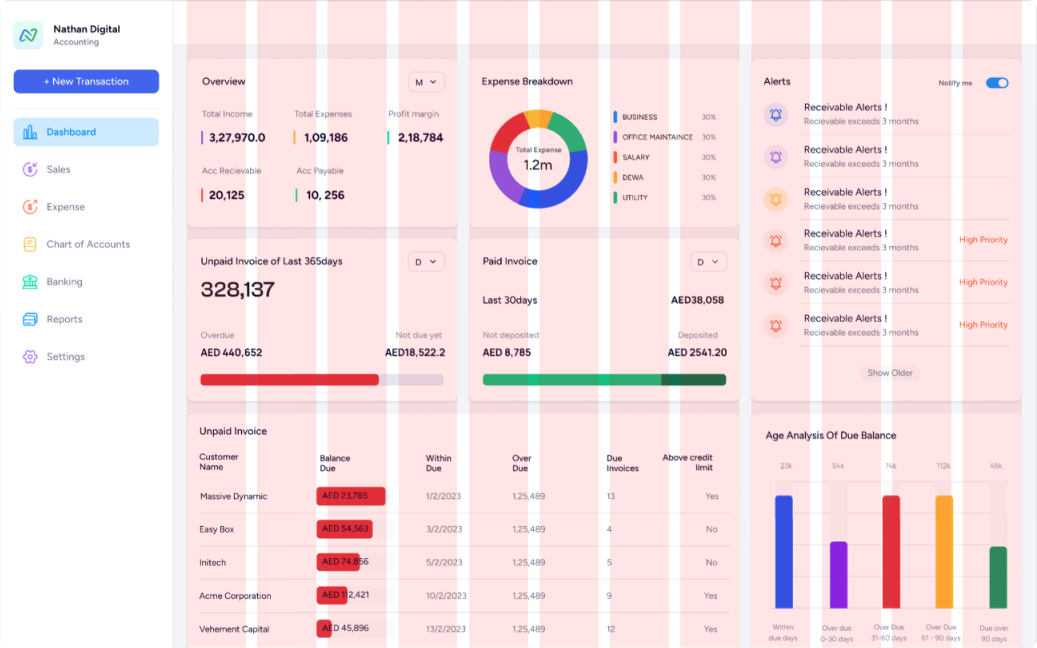 Nathan Digital
Accounting
+ New Transaction
Dashboard
Sales
Expense
Chart of Accounts
Banking
Reports
Settings
Overview
M
Total Income
Total Expenses
Profit margin
3,27,970.0
1,09,186
2,18,784
Acc Recievable
Acc Payable
20,125
10, 256
Expense Breakdown
Total Expense
1.2m
BUSINESS 30%
OFFICE MAINTAINCE 30%
SALARY 30%
DEWA 30%
UTILITY 30%
Alerts
Notify me
Receivable Alerts !
Recievable exceeds 3 months
Receivable Alerts !
Recievable exceeds 3 months
Receivable Alerts !
Recievable exceeds 3 months
Receivable Alerts !
Recievable exceeds 3 months
High Priority
Receivable Alerts !
Recievable exceeds 3 months
High Priority
Receivable Alerts !
Recievable exceeds 3 months
High Priority
Show Older
Unpaid Invoice of Last 365days
D
328,137
Overdue
Not due yet
AED 440,652
AED18,522.2
Paid Invoice
D
Last 30days
AED38,058
Not deposited
Deposited
AED 8,785
AED 2541.20
Unpaid Invoice
Customer
Name
Balance
Due
Within
Due
Over
Due
Due
Invoices
Above credit
limit
Massive Dynamic AED 23,785 1/2/2023 1,25,489 13 Yes
Easy Box AED 54,563 3/2/2023 1,25,489 4 No
Initech AED 74,856 5/2/2023 1,25,489 5 No
Acme Corporation AED 112,421 10/2/2023 1,25,489 9 Yes
Vehement Capital AED 45,896 13/2/2023 1,25,489 12 Yes
Age Analysis Of Due Balance
23k 54k 74k 112k 45k
Within
due days
Over due
0-30 days
Over Due
31-60 days
Over Due
61 - 90 days
Due over
90 days